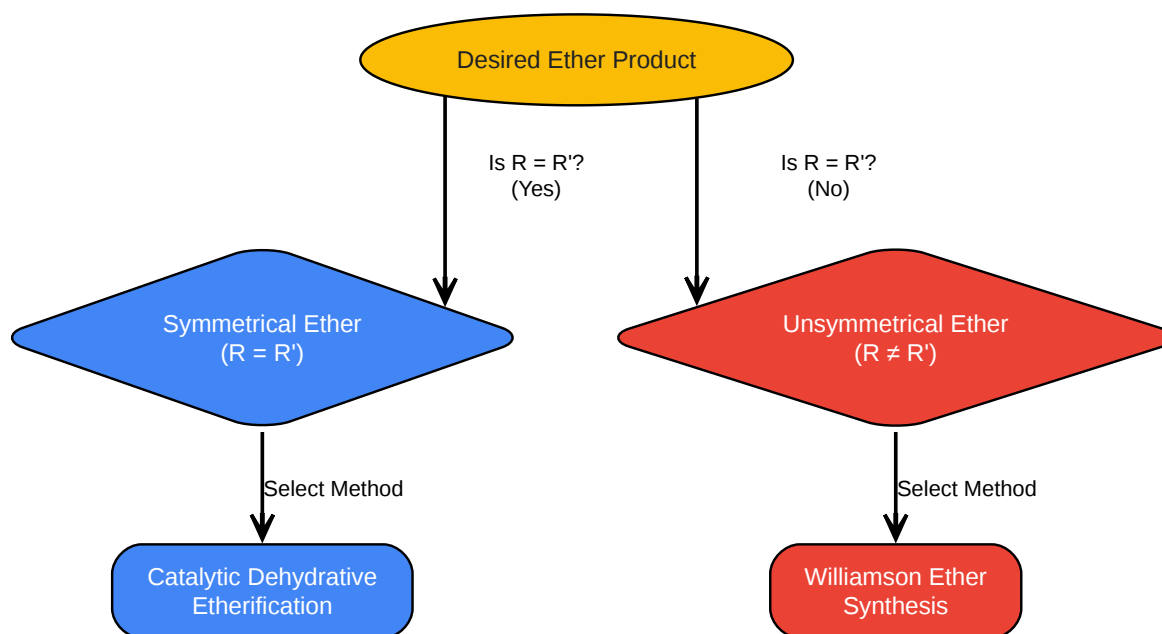 Desired Ether Product
Is R = R'?
(Yes)
Is R = R'?
(No)
Symmetrical Ether
(R = R')
Unsymmetrical Ether
(R ≠ R')
Select Method
Select Method
Catalytic Dehydrative
Etherification
Williamson Ether
Synthesis